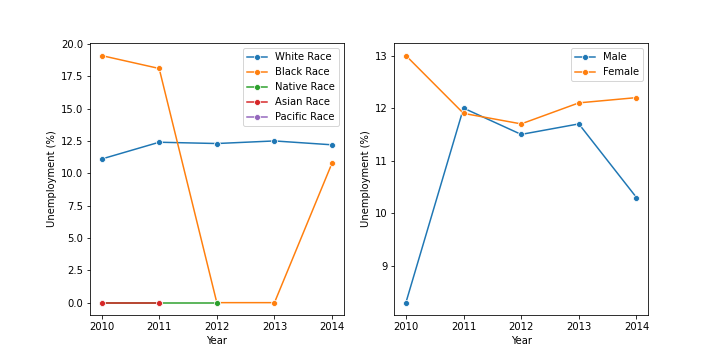 20.0
17.5
15.0
12.5
10.0
7.5
5.0
2.5
0.0
Unemployment (%)
2010 2011 2012 2013 2014
Year
White Race
Black Race
Native Race
Asian Race
Pacific Race
13
12
11
10
9
Unemployment (%)
2010 2011 2012 2013 2014
Year
Male
Female